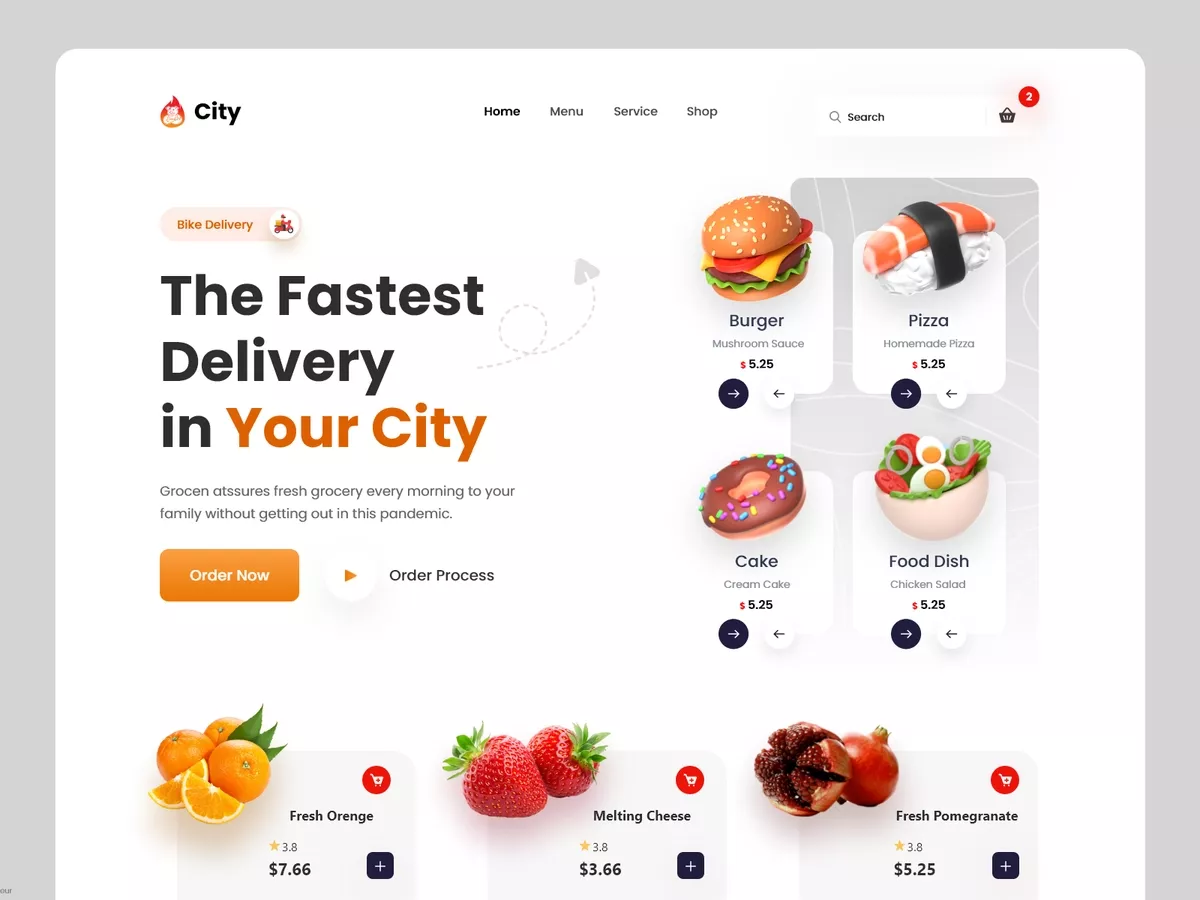 City
Home
Menu
Service
Shop
Search
2
Bike Delivery
The Fastest
Delivery
in Your City
Grocen atssures fresh grocery every morning to your
family without getting out in this pandemic.
Order Now
Order Process
Burger
Mushroom Sauce
$ 5.25
Pizza
Homemade Pizza
$ 5.25
Cake
Cream Cake
$ 5.25
Food Dish
Chicken Salad
$ 5.25
Fresh Orenge
3.8
$7.66
Melting Cheese
3.8
$3.66
Fresh Pomegranate
3.8
$5.25
our